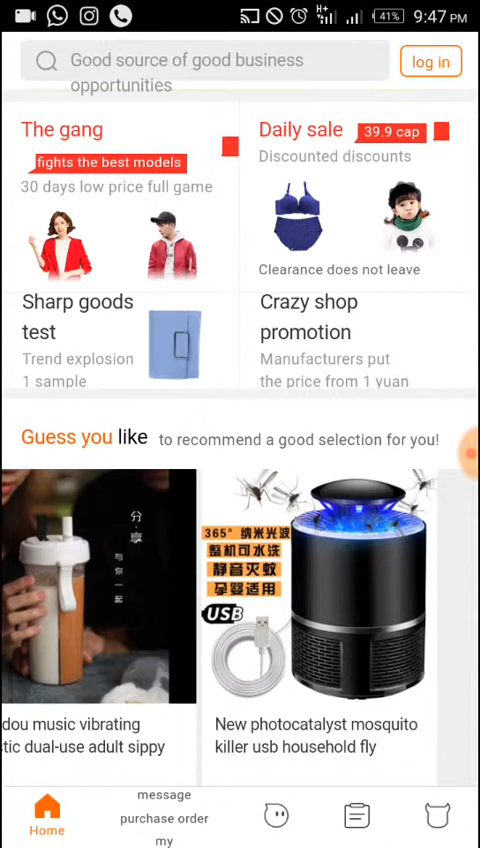 H+
41%
9:47 PM
Good source of good business
opportunities
log in
The gang
fights the best models
30 days low price full game
Daily sale
39.9 cap
Discounted discounts
Clearance does not leave
Sharp goods
test
Trend explosion
1 sample
Crazy shop
promotion
Manufacturers put
the price from 1 yuan
Guess you like
to recommend a good selection for you!
分·享
与你一起
365°纳米光波
整机可水洗
静音灭蚊
孕婴适用
USB
dou music vibrating
tic dual-use adult sippy
New photocatalyst mosquito
killer usb household fly
Home
message
purchase order
my